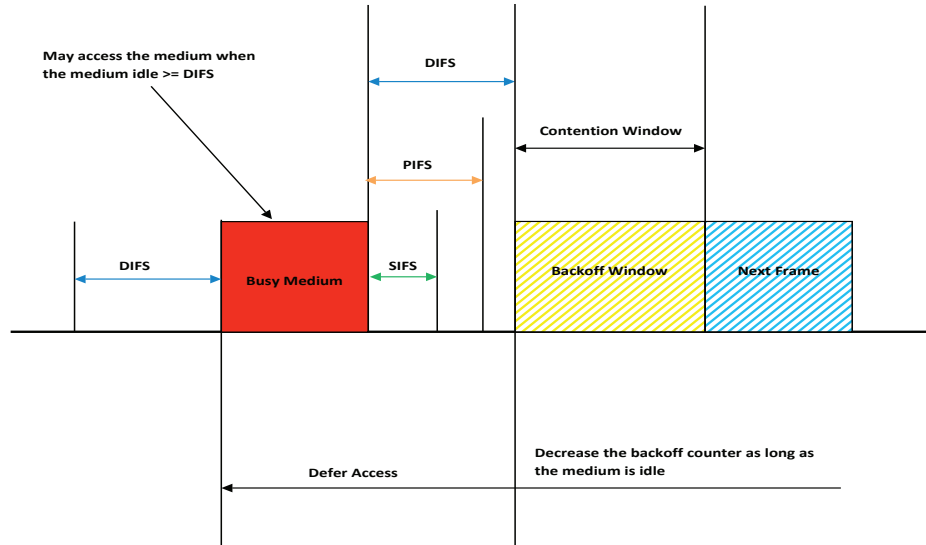 May access the medium when
the medium idle >= DIFS
DIFS
Contention Window
PIFS
DIFS
SIFS
Busy Medium
Backoff Window
Next Frame
Defer Access
Decrease the backoff counter as long as
the medium is idle